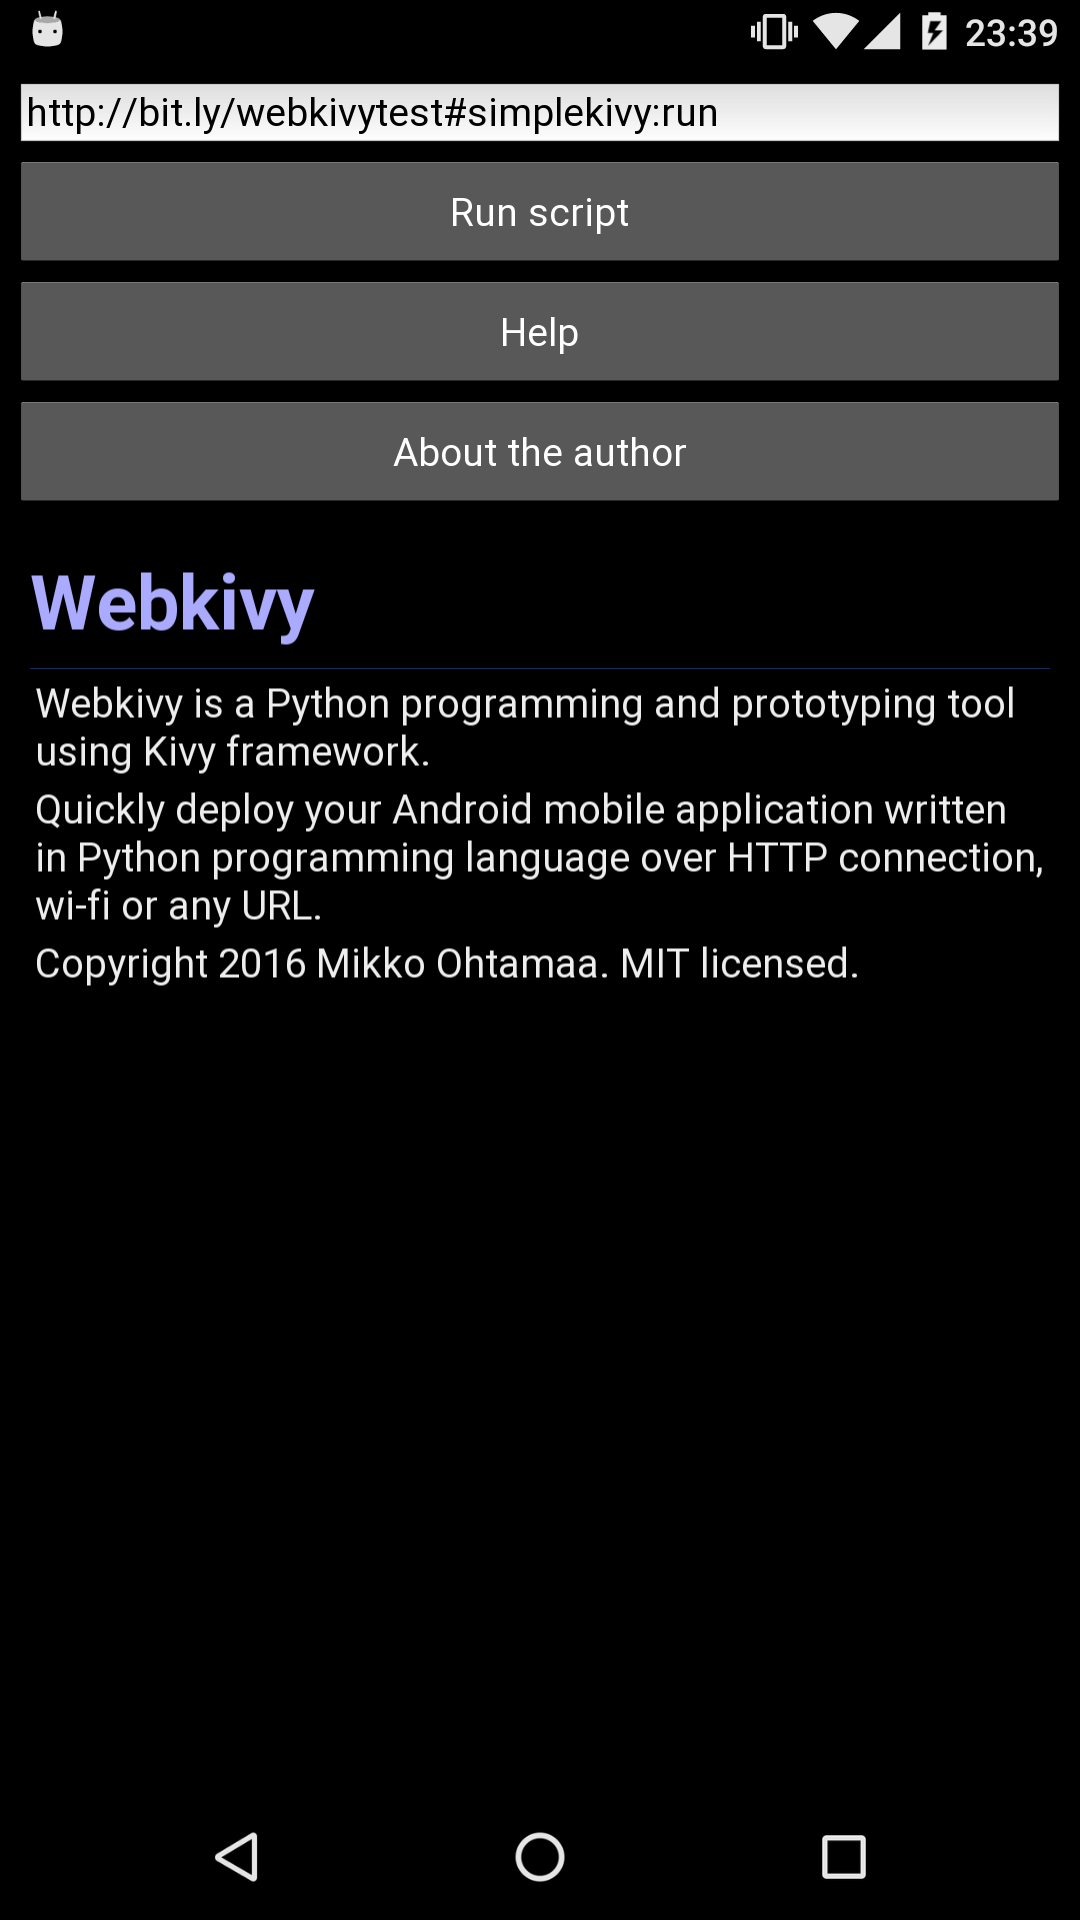 23:39
http://bit.ly/webkivytest#simplekivy:run
Run script
Help
About the author
Webkivy
Webkivy is a Python programming and prototyping tool
using Kivy framework.
Quickly deploy your Android mobile application written
in Python programming language over HTTP connection,
wi-fi or any URL.
Copyright 2016 Mikko Ohtamaa. MIT licensed.